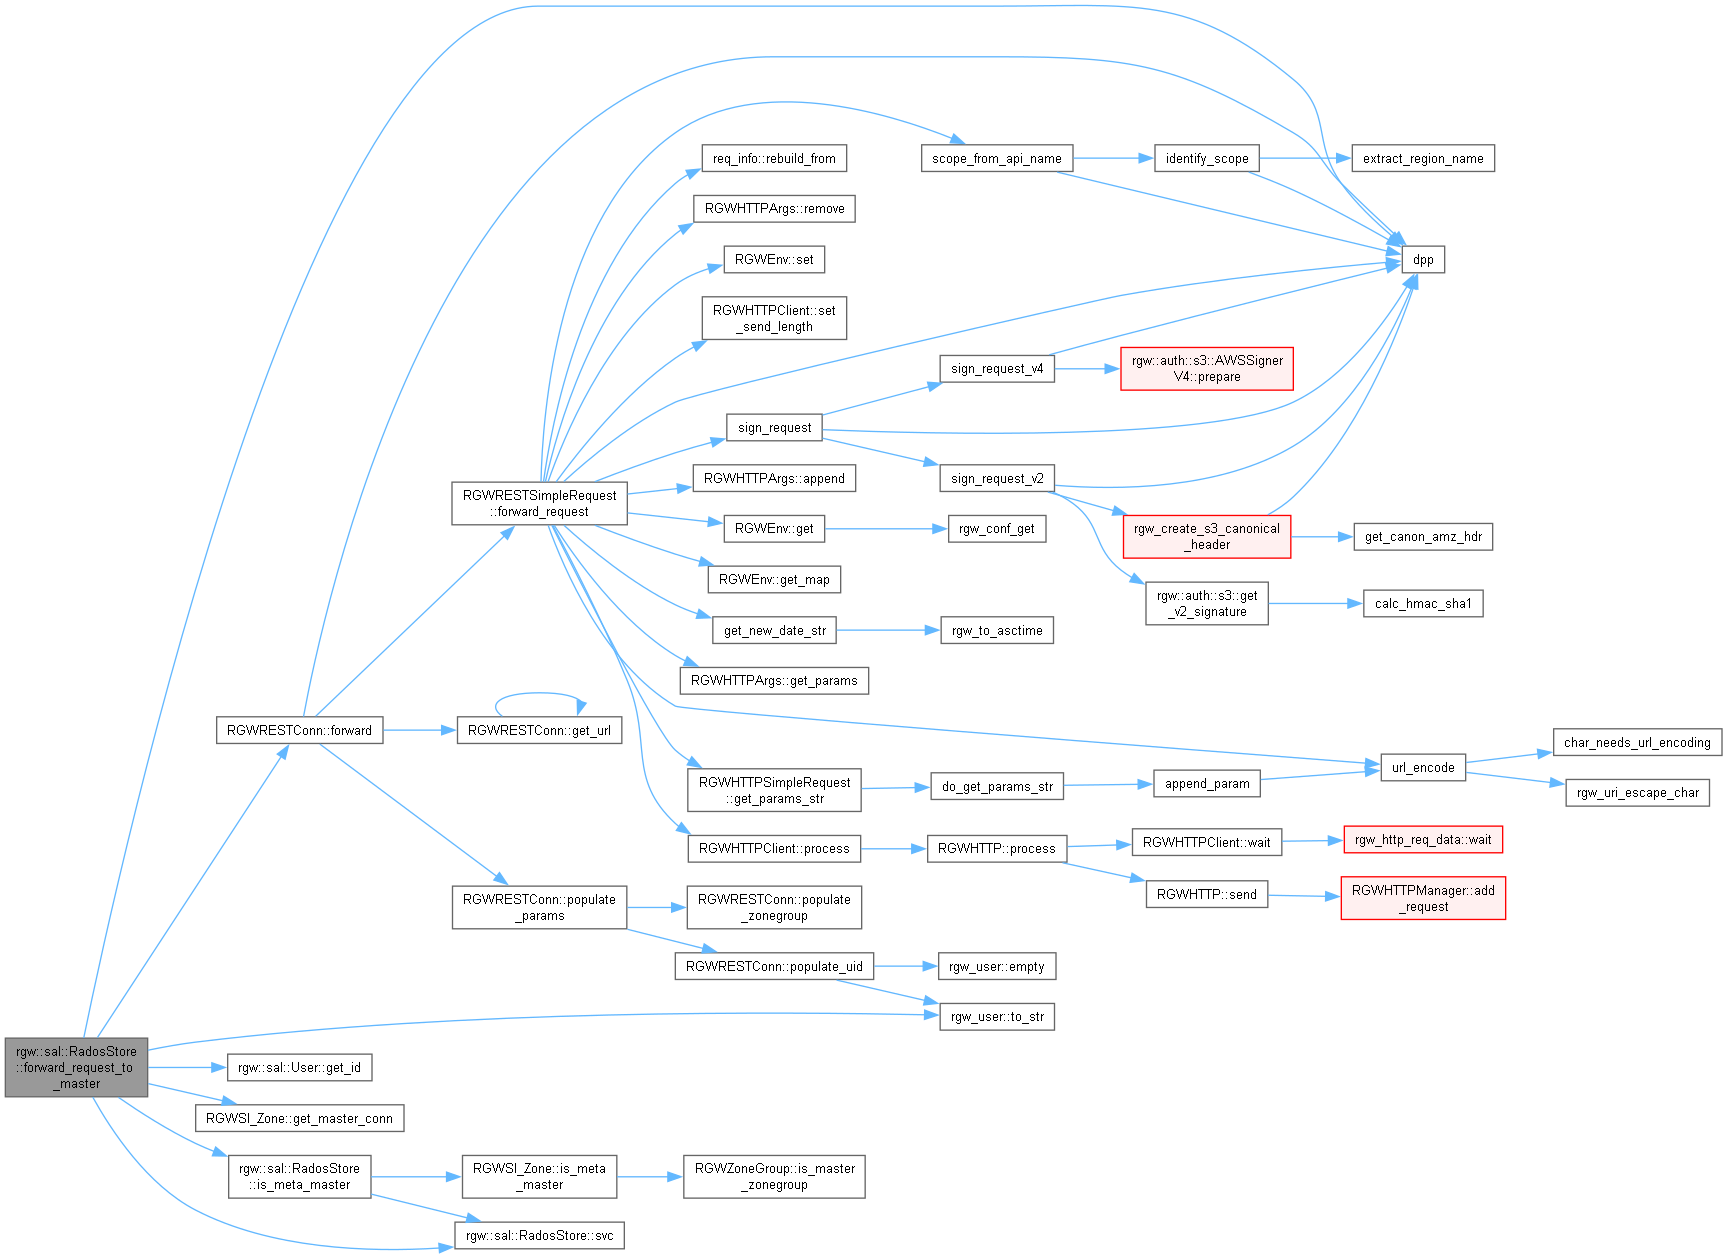 req_info::rebuild_from
scope_from_api_name
identify_scope
extract_region_name
RGWHTTPArgs::remove
RGWEnv::set
dpp
RGWHTTPClient::set
_send_length
sign_request_v4
rgw::auth::s3::AWSSigner
V4::prepare
sign_request
RGWHTTPArgs::append
sign_request_v2
RGWRESTSimpleRequest
::forward_request
RGWEnv::get
rgw_conf_get
rgw_create_s3_canonical
_header
get_canon_amz_hdr
RGWEnv::get_map
rgw::auth::s3::get
_v2_signature
calc_hmac_sha1
get_new_date_str
rgw_to_asctime
RGWHTTPArgs::get_params
RGWRESTConn::forward
RGWRESTConn::get_url
char_needs_url_encoding
url_encode
rgw_uri_escape_char
RGWHTTPSimpleRequest
::get_params_str
do_get_params_str
append_param
RGWHTTPClient::process
RGWHTTP::process
RGWHTTPClient::wait
rgw_http_req_data::wait
RGWHTTP::send
RGWHTTPManager::add
_request
RGWRESTConn::populate
_params
RGWRESTConn::populate
_zonegroup
RGWRESTConn::populate_uid
rgw_user::empty
rgw_user::to_str
rgw::sal::RadosStore
::forward_request_to
_master
rgw::sal::User::get_id
RGWSI_Zone::get_master_conn
rgw::sal::RadosStore
::is_meta_master
RGWSI_Zone::is_meta
_master
RGWZoneGroup::is_master
_zonegroup
rgw::sal::RadosStore::svc